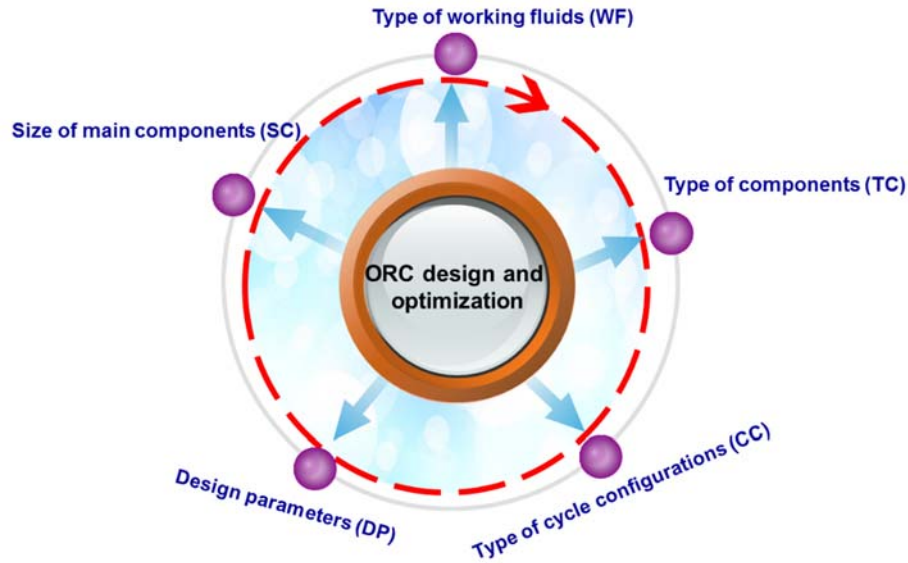 Type of working fluids (WF)
Size of main components (SC)
Type of components (TC)
ORC design and
optimization
Design parameters (DP)
Type of cycle configurations (CC)